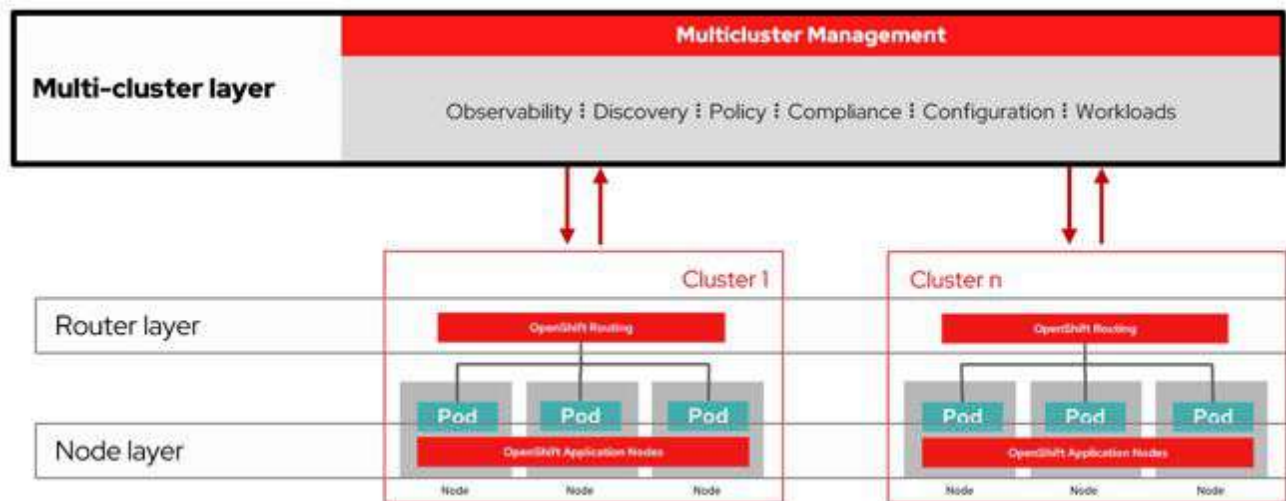 Multicluster Management
Multi-cluster layer
Observability ⁝ Discovery ⁝ Policy ⁝ Compliance ⁝ Configuration ⁝ Workloads
Cluster 1
Cluster n
Router layer
OpenShift Routing
OpenShift Routing
Pod Pod Pod
Pod Pod Pod
Node layer
OpenShift Application Nodes
OpenShift Application Nodes
Node Node Node
Node Node Node